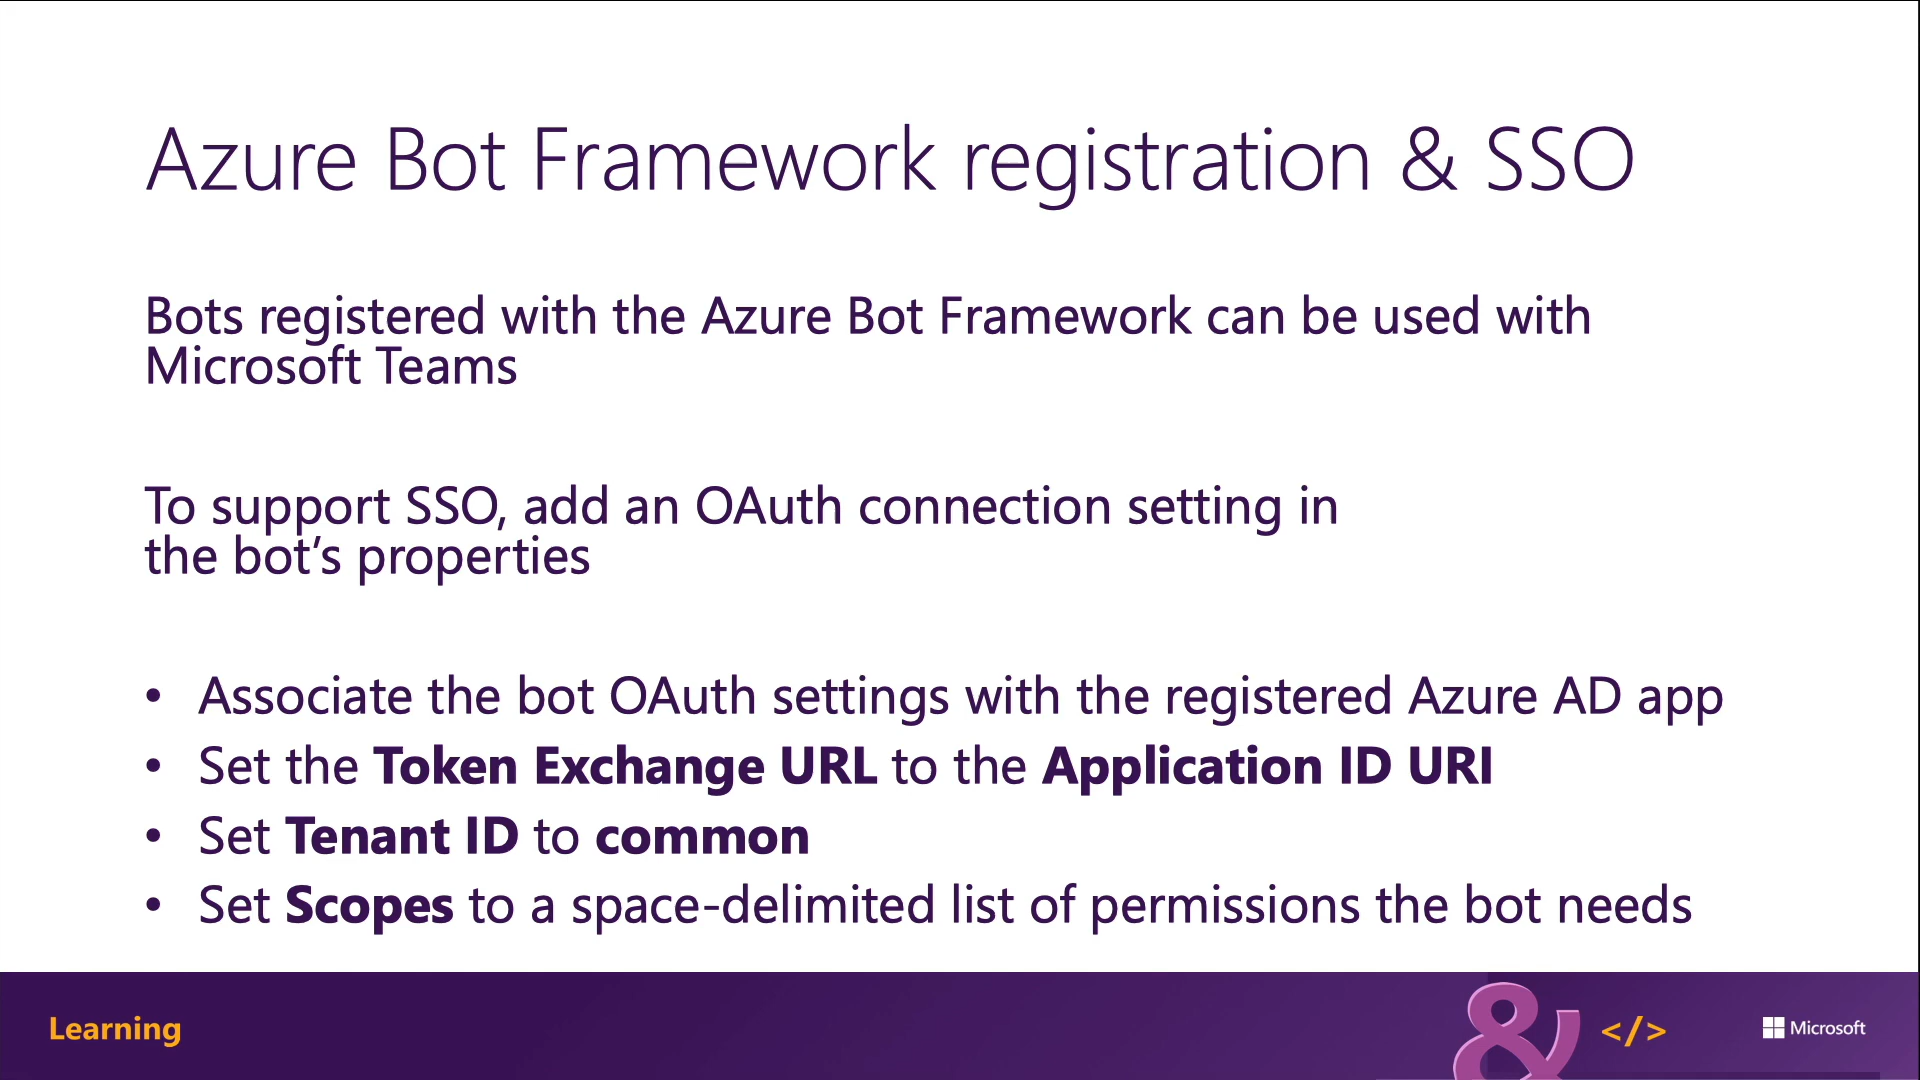 Azure Bot Framework registration & SSO
Bots registered with the Azure Bot Framework can be used with
Microsoft Teams
To support SSO, add an OAuth connection setting in
the bot’s properties
• Associate the bot OAuth settings with the registered Azure AD app
• Set the Token Exchange URL to the Application ID URI
• Set Tenant ID to common
• Set Scopes to a space-delimited list of permissions the bot needs
Learning
& </>
Microsoft